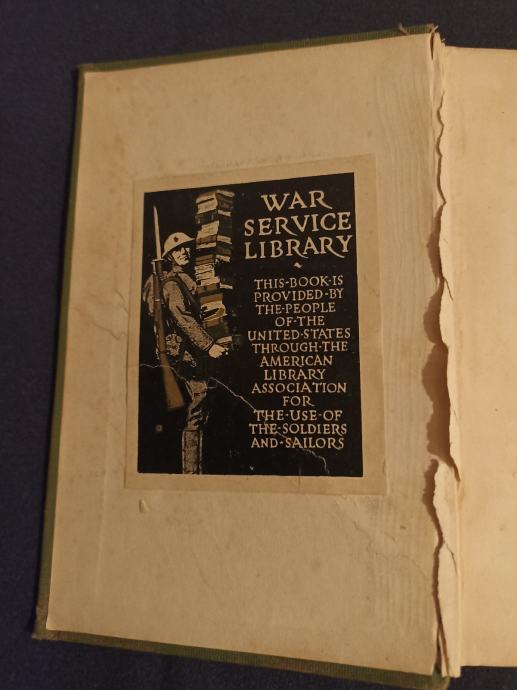 WAR
SERVICE
LIBRARY
THIS·BOOK·IS
PROVIDED·BY
THE·PEOPLE
OF·THE
UNITED·STATES
THROUGH·THE
AMERICAN
LIBRARY
ASSOCIATION
FOR
THE·USE·OF
THE·SOLDIERS
AND·SAILORS